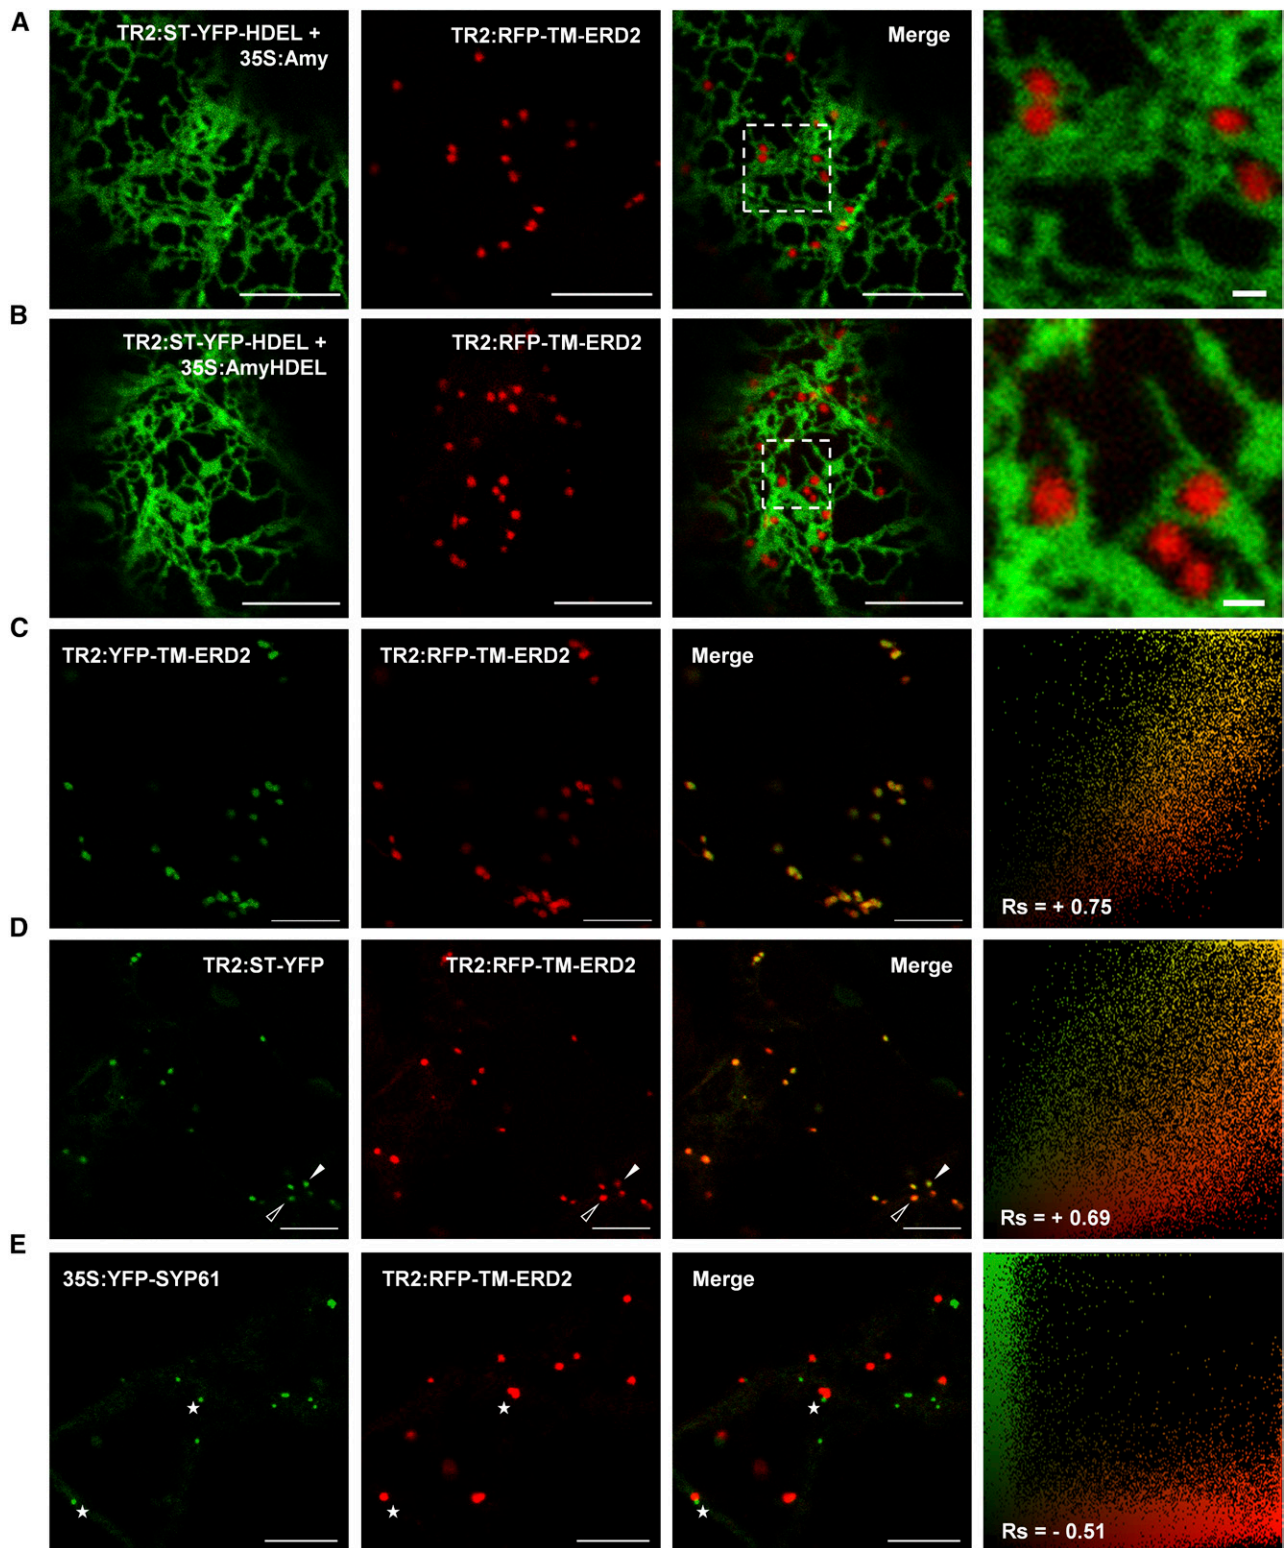 A
TR2:ST-YFP-HDEL +
35S:Amy
TR2:RFP-TM-ERD2
Merge
B
TR2:ST-YFP-HDEL +
35S:AmyHDEL
TR2:RFP-TM-ERD2
C
TR2:YFP-TM-ERD2
TR2:RFP-TM-ERD2
Merge
Rs = + 0.75
D
TR2:ST-YFP
TR2:RFP-TM-ERD2
Merge
Rs = + 0.69
E
35S:YFP-SYP61
TR2:RFP-TM-ERD2
Merge
Rs = - 0.51